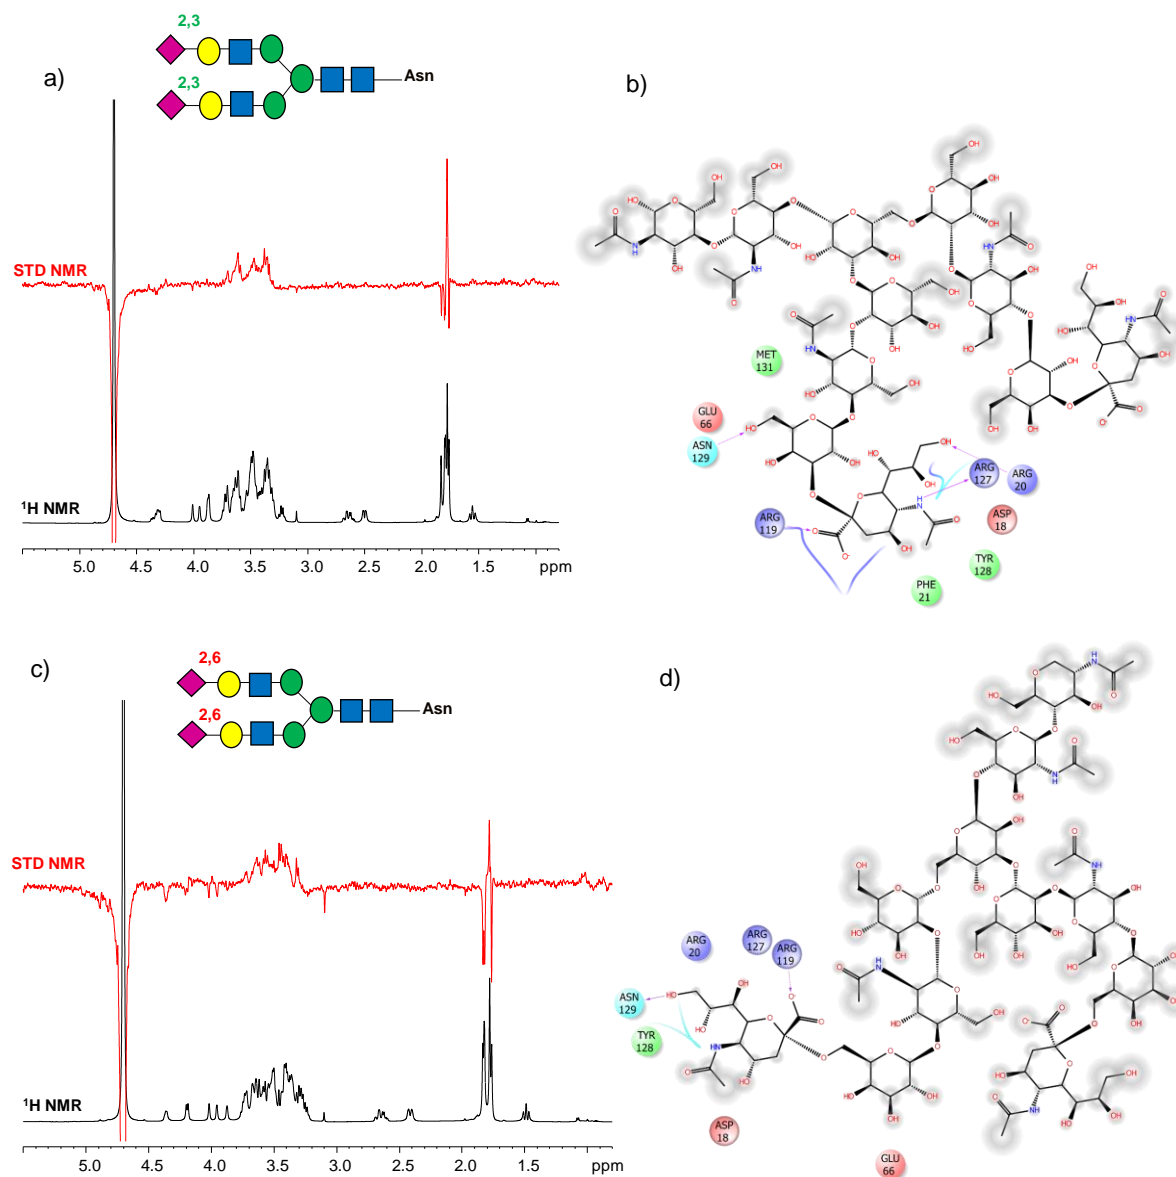 a)
2,3
2,3
Asn
STD NMR
¹H NMR
5.0 4.5 4.0 3.5 3.0 2.5 2.0 1.5 ppm
b)
MET 131
GLU 66
ASN 129
ARG 119
ARG 127
ARG 20
ASP 18
TYR 128
PHE 21
c)
2,6
2,6
Asn
STD NMR
¹H NMR
5.0 4.5 4.0 3.5 3.0 2.5 2.0 1.5 ppm
d)
ARG 20
ARG 127
ARG 119
ASN 129
TYR 128
ASP 18
GLU 66